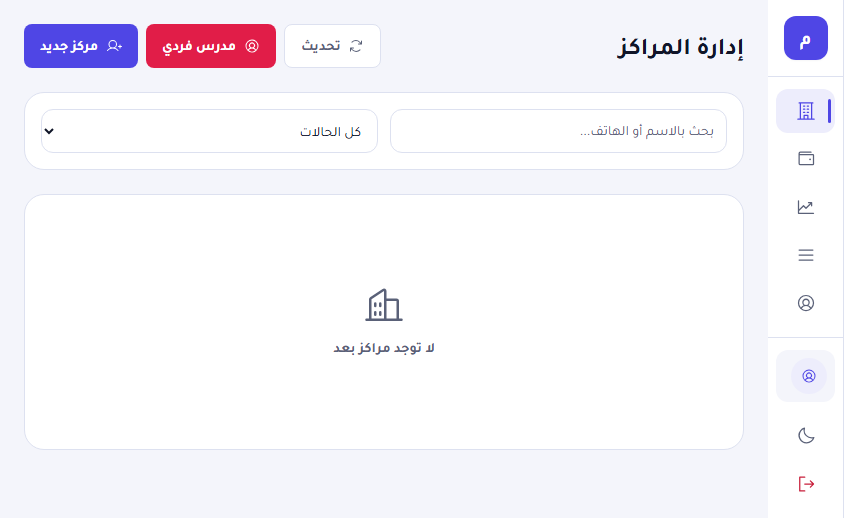 م
إدارة المراكز
تحديث
مدرس فردي
مركز جديد
بحث بالاسم أو الهاتف...
كل الحالات
لا توجد مراكز بعد